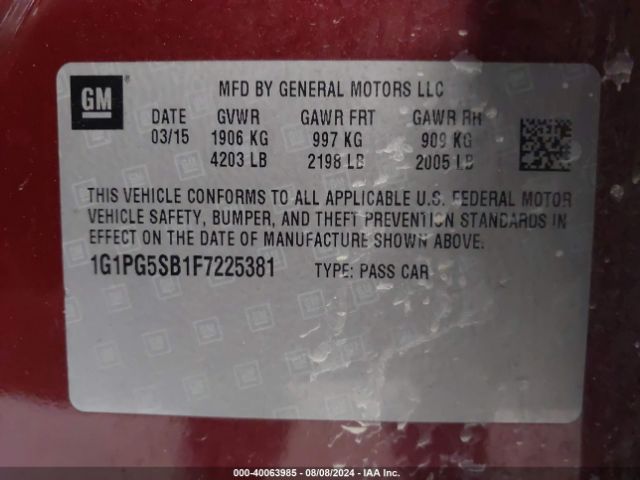 GM
MFD BY GENERAL MOTORS LLC
DATE GVWR GAWR FRT GAWR RR
03/15 1906 KG 997 KG 909 KG
4203 LB 2198 LB 2005 LB
THIS VEHICLE CONFORMS TO ALL APPLICABLE U.S. FEDERAL MOTOR
VEHICLE SAFETY, BUMPER, AND THEFT PREVENTION STANDARDS IN
EFFECT ON THE DATE OF MANUFACTURE SHOWN ABOVE.
1G1PG5SB1F7225381 TYPE: PASS CAR
000-40063985 - 08/08/2024 - IAA Inc.